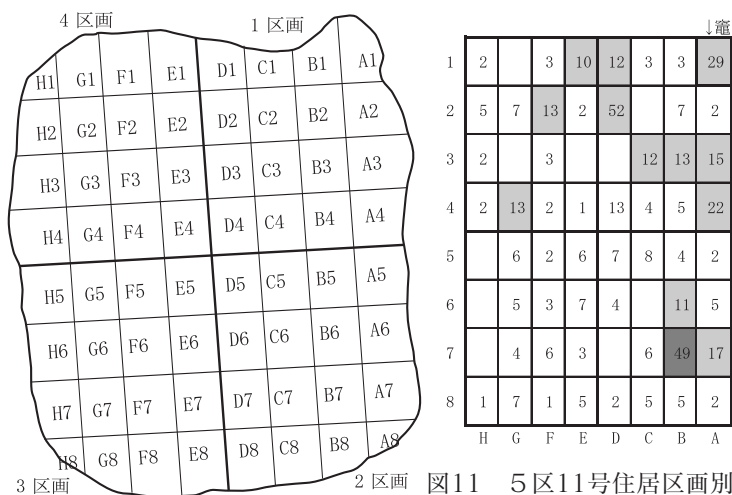 4 区画
1 区画
H1 G1 F1 E1 D1 C1 B1 A1
H2 G2 F2 E2 D2 C2 B2 A2
H3 G3 F3 E3 D3 C3 B3 A3
H4 G4 F4 E4 D4 C4 B4 A4
H5 G5 F5 E5 D5 C5 B5 A5
H6 G6 F6 E6 D6 C6 B6 A6
H7 G7 F7 E7 D7 C7 B7 A7
H8 G8 F8 E8 D8 C8 B8 A8
3 区画
2 区画
↓竈
1 2 3 10 12 3 3 29
2 5 7 13 2 52 7 2
3 2 3 12 13 15
4 2 13 2 1 13 4 5 22
5 6 2 6 7 8 4 2
6 5 3 7 4 11 5
7 4 6 3 6 49 17
8 1 7 1 5 2 5 5 2
H G F E D C B A
図11 5区11号住居区画別